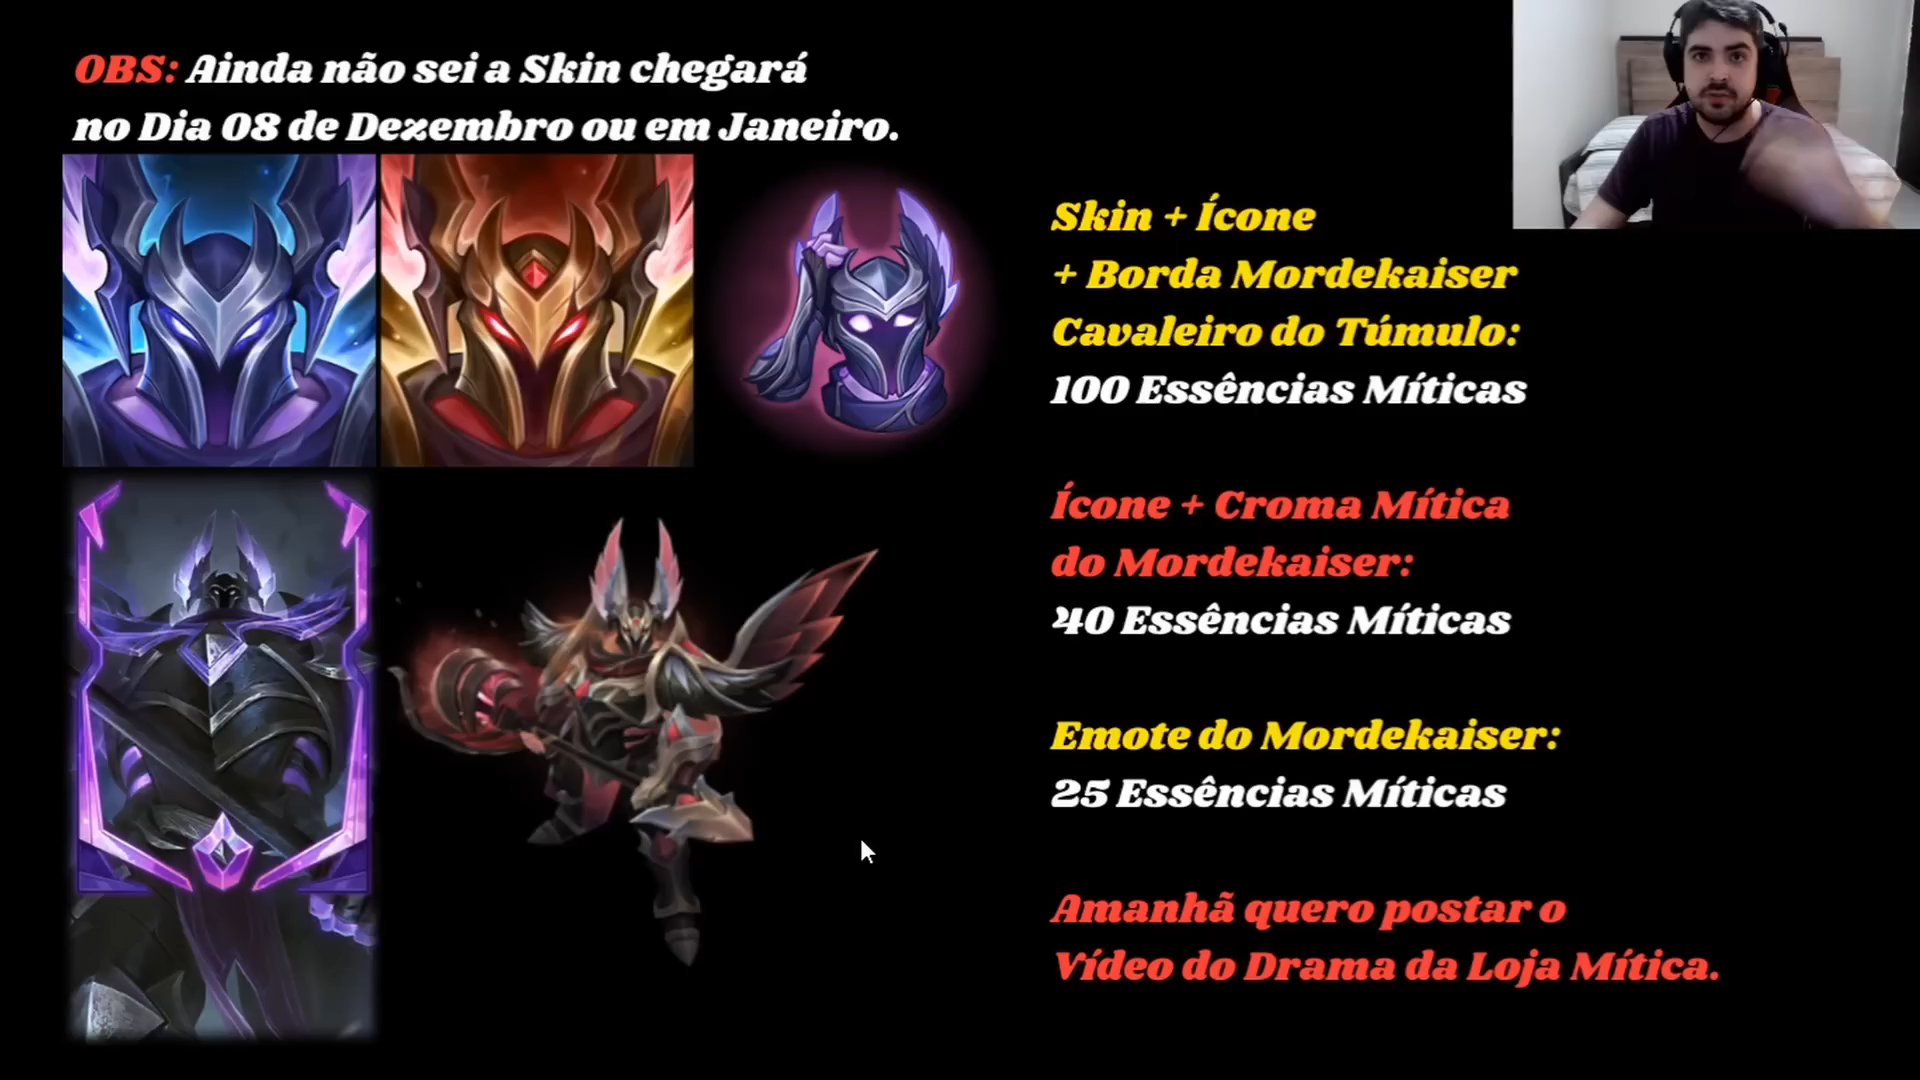 OBS: Ainda não sei a Skin chegará
no Dia 08 de Dezembro ou em Janeiro.
Skin + Ícone
+ Borda Mordekaiser
Cavaleiro do Túmulo:
100 Essências Míticas
Ícone + Croma Mítica
do Mordekaiser:
40 Essências Míticas
Emote do Mordekaiser:
25 Essências Míticas
Amanhã quero postar o
Vídeo do Drama da Loja Mítica.